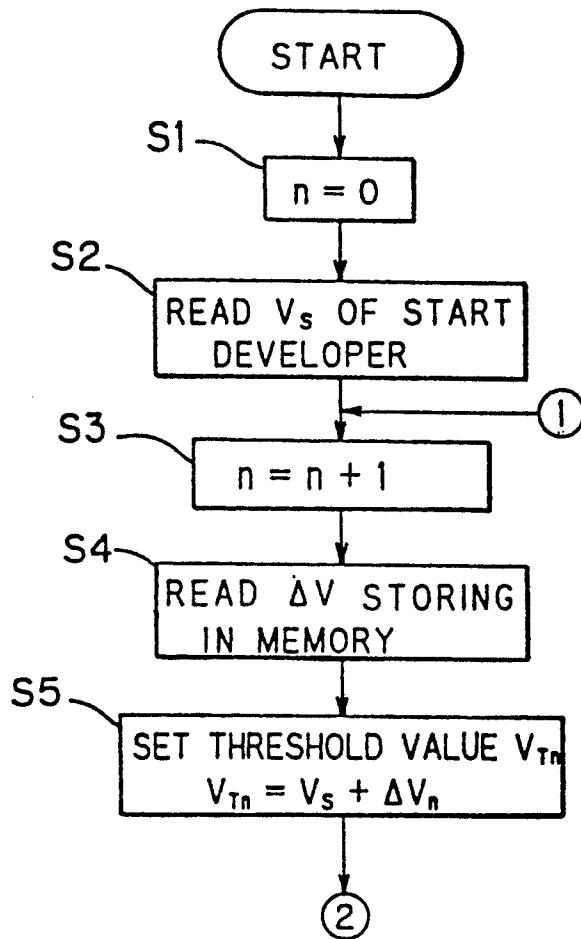 START
S1
n = 0
S2
READ Vs OF START
DEVELOPER
1
S3
n = n + 1
S4
READ ΔV STORING
IN MEMORY
S5
SET THRESHOLD VALUE VTn
VTn = Vs + ΔVn
2